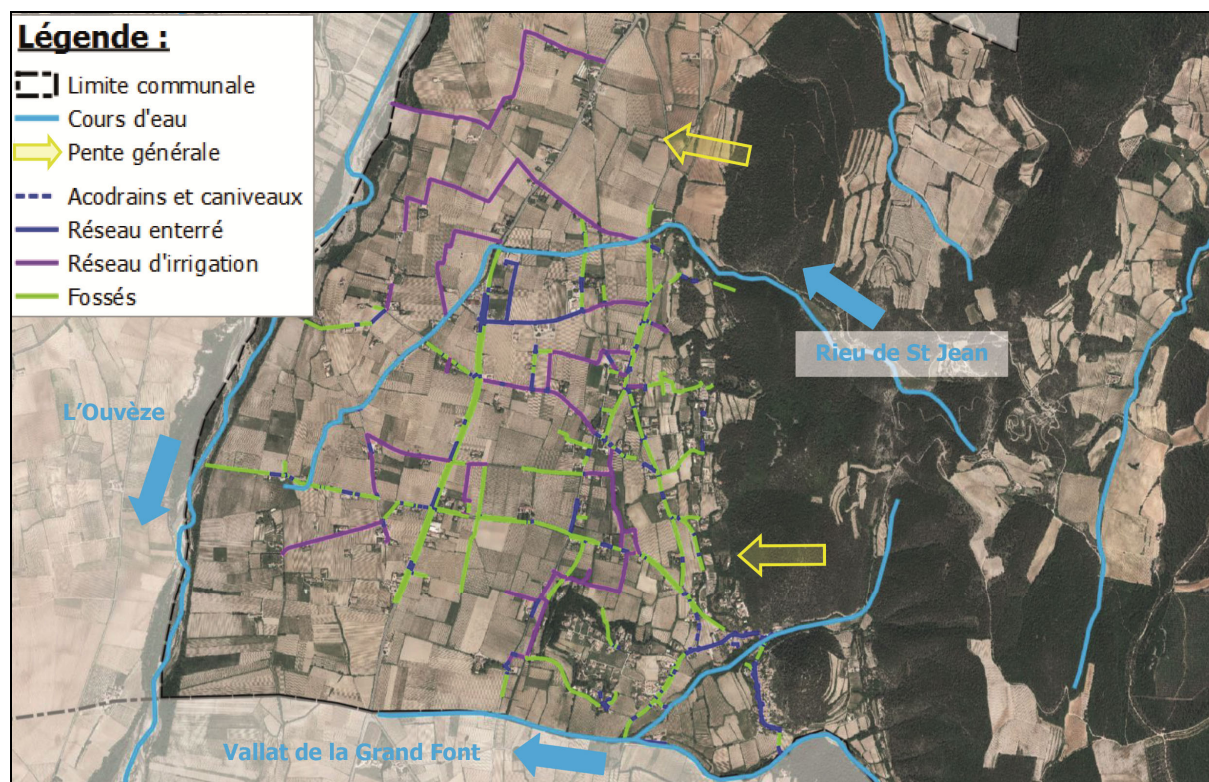 Légende :
Limite communale
Cours d'eau
Pente générale
Acodrains et caniveaux
Réseau enterré
Réseau d'irrigation
Fossés
Rieu de St Jean
L'Ouvèze
Vallat de la Grand Font